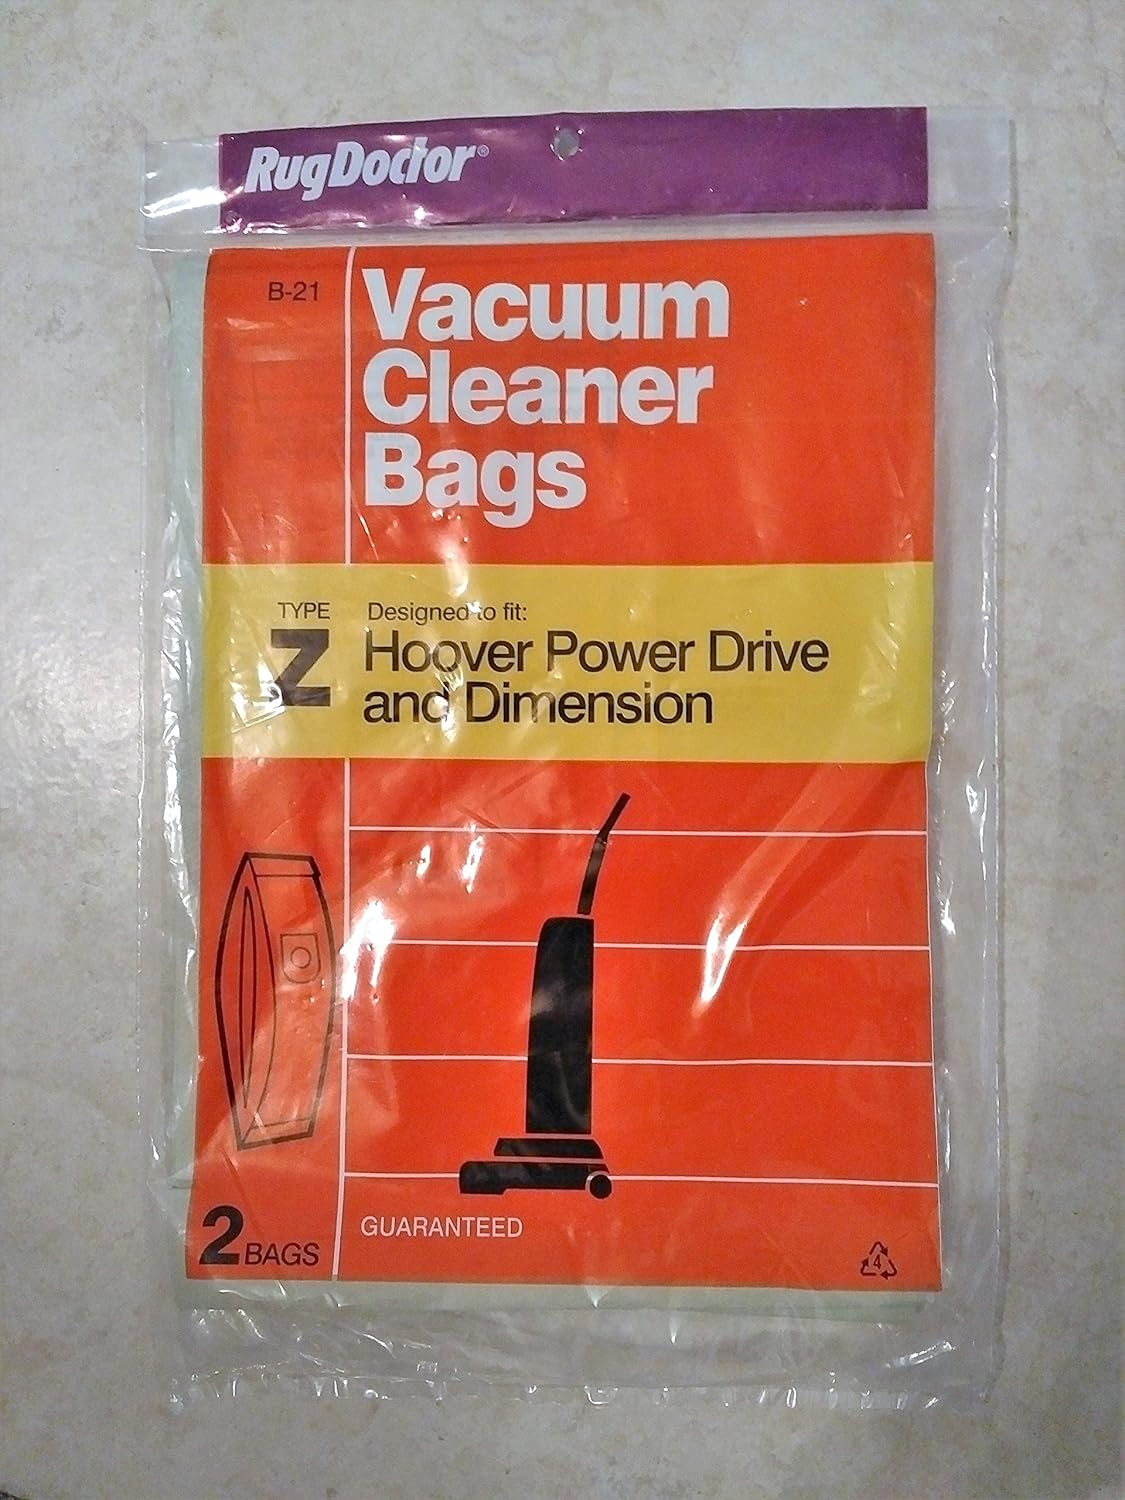 RugDoctor®
B-21
Vacuum
Cleaner
Bags
TYPE
Z
Designed to fit:
Hoover Power Drive
and Dimension
2 BAGS
GUARANTEED
4